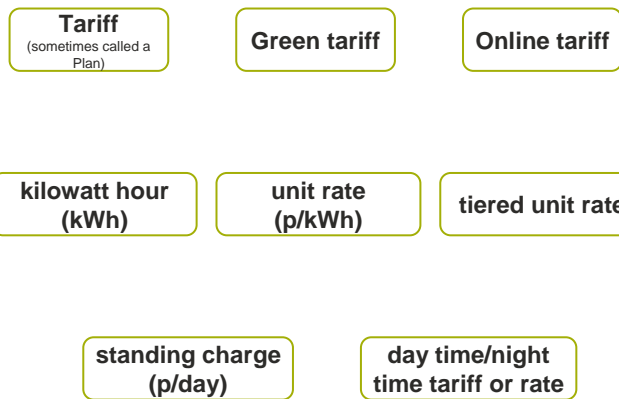 Tariff
(sometimes called a
Plan)
Green tariff
Online tariff
kilowatt hour
(kWh)
unit rate
(p/kWh)
tiered unit rate
standing charge
(p/day)
day time/night
time tariff or rate